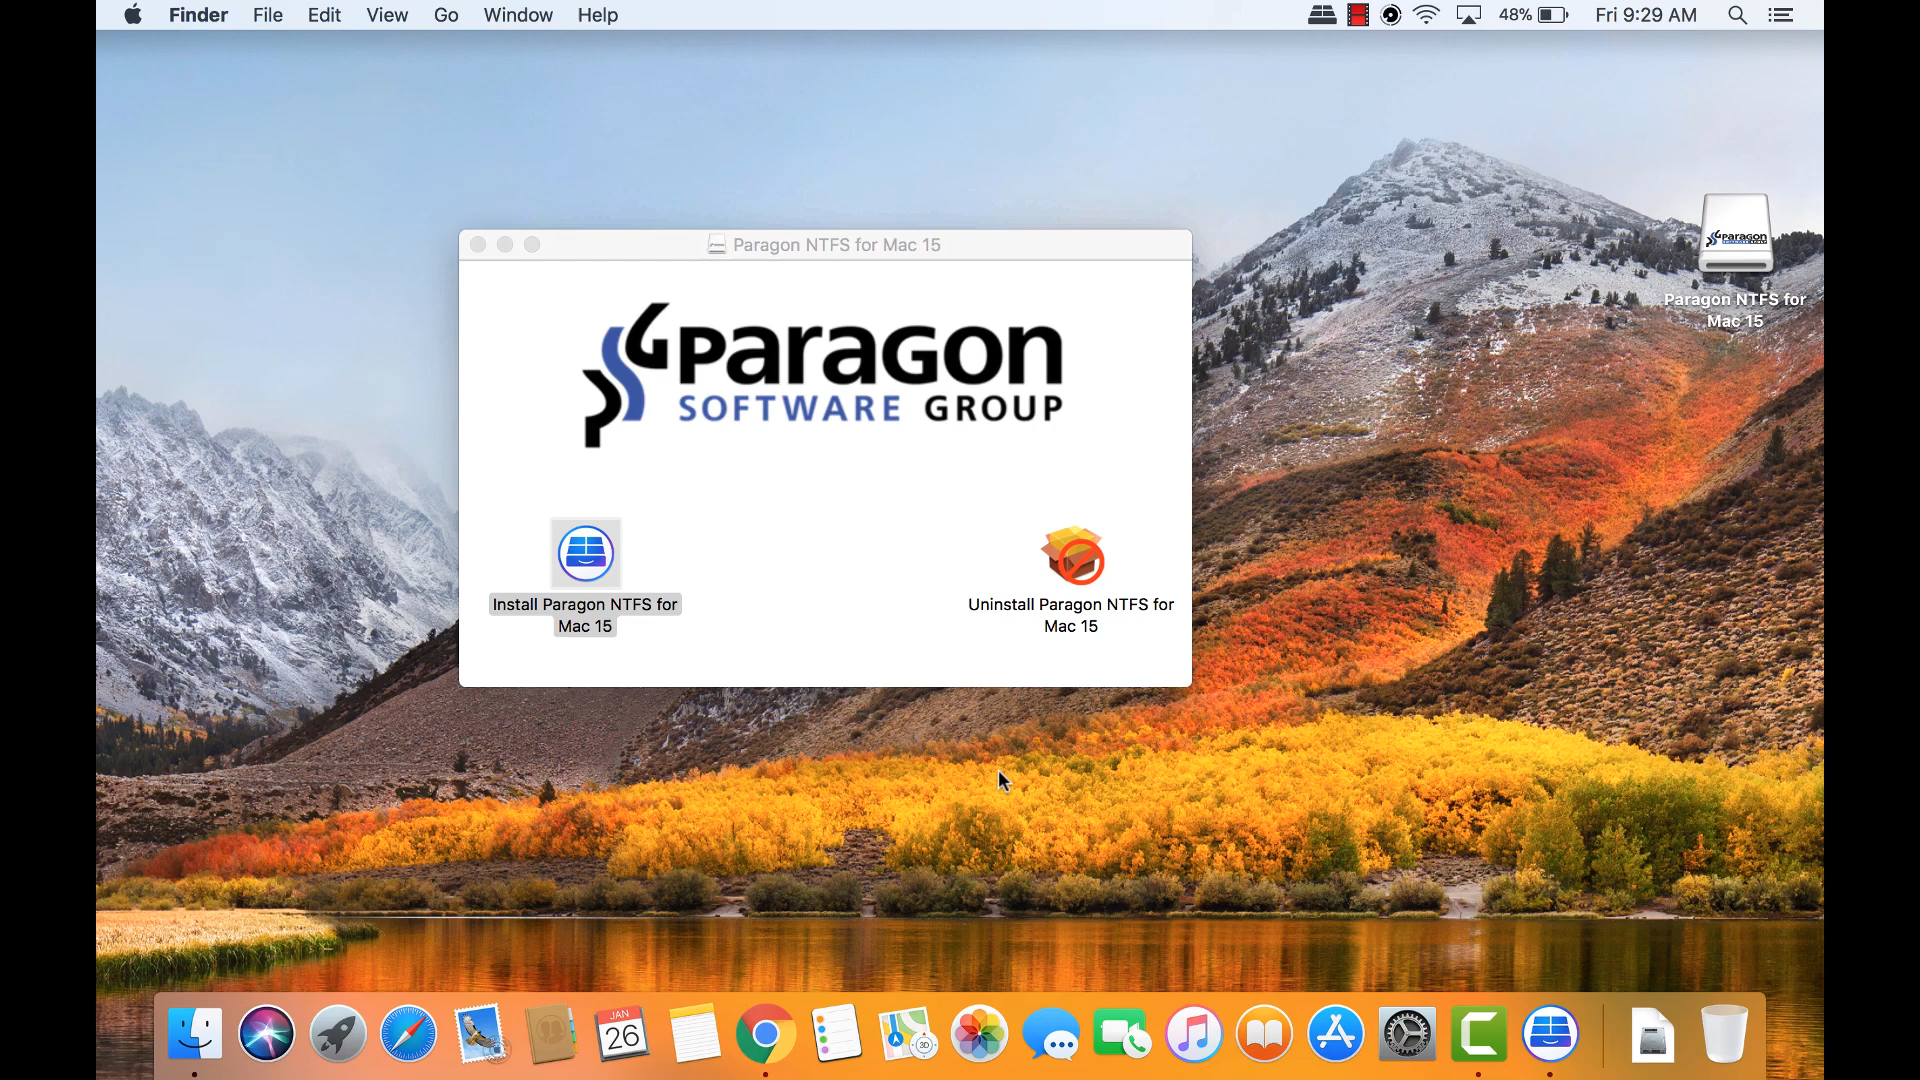 Finder File Edit View Go Window Help 48% Fri 9:29 AM
Paragon NTFS for Mac 15
PARAGON
SOFTWARE GROUP
Install Paragon NTFS for
Mac 15
Uninstall Paragon NTFS for
Mac 15
Paragon
Paragon NTFS for
Mac 15
JAN
26
3D